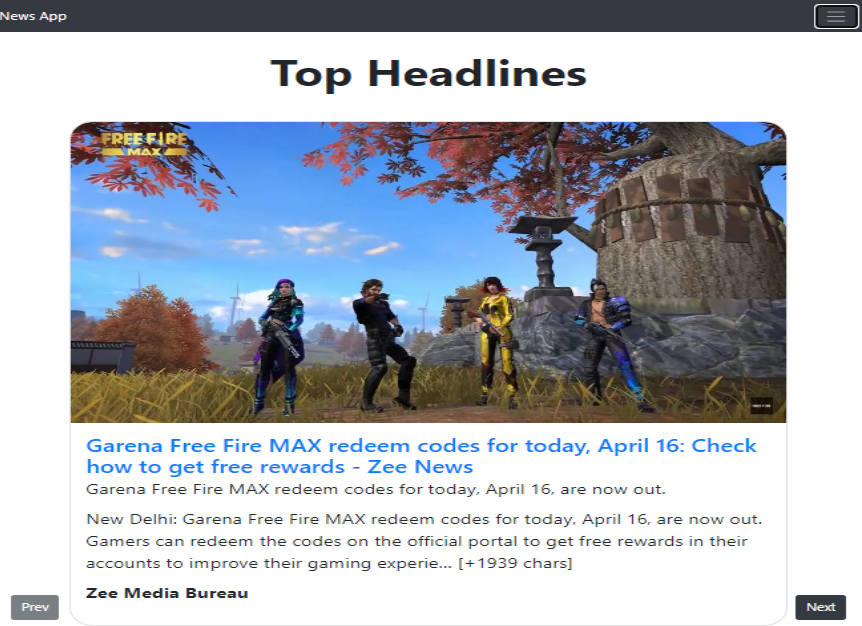 News App
Top Headlines
FREE FIRE
MAX
Garena Free Fire MAX redeem codes for today, April 16: Check
how to get free rewards - Zee News
Garena Free Fire MAX redeem codes for today, April 16, are now out.
New Delhi: Garena Free Fire MAX redeem codes for today, April 16, are now out.
Gamers can redeem the codes on the official portal to get free rewards in their
accounts to improve their gaming experie... [+1939 chars]
Zee Media Bureau
Prev
Next